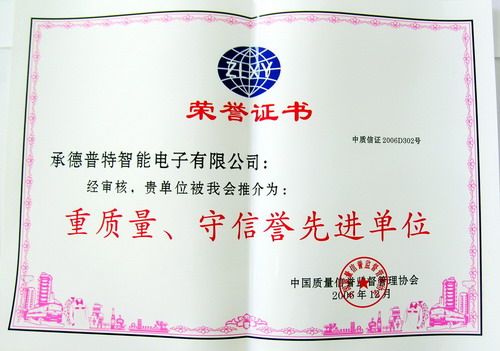 ZLXY
荣誉证书
中质信证2006D302号
承德普特智能电子有限公司:
经审核,贵单位被我会推介为:
重质量、守信誉先进单位
中国质量信誉监督管理协会
2006年12月